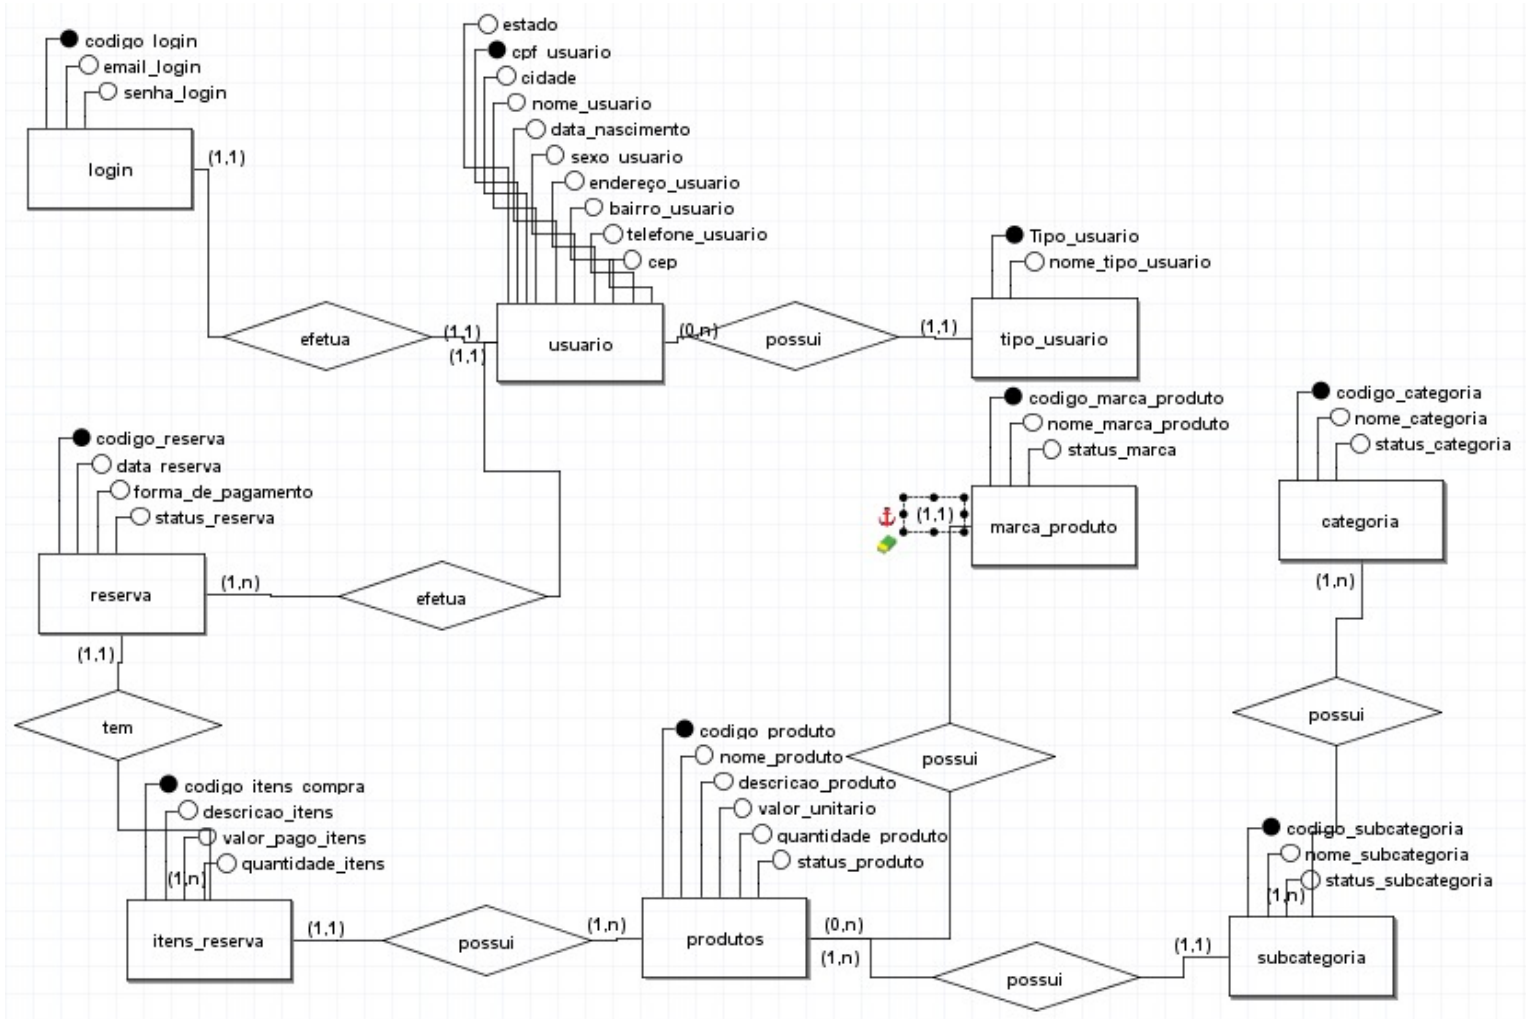 estado
codigo_login
cpf_usuario
email_login
cidade
senha_login
nome_usuario
data_nascimento
(1,1)
sexo_usuario
login
endereço_usuario
bairro_usuario
telefone_usuario
Tipo_usuario
cep
nome_tipo_usuario
efetua
(1,1)
(1,1)
usuario
(0,n)
possui
(1,1)
tipo_usuario
codigo_marca_produto
nome_marca_produto
status_marca
codigo_categoria
nome_categoria
status_categoria
codigo_reserva
data_reserva
forma_de_pagamento
status_reserva
(1,1)
marca_produto
categoria
(1,n)
reserva
(1,n)
efetua
(1,1)
tem
possui
codigo_produto
nome_produto
descricao_produto
valor_unitario
quantidade_produto
status_produto
possui
codigo_itens_compra
descricao_itens
valor_pago_itens
quantidade_itens
(1,n)
codigo_subcategoria
nome_subcategoria
status_subcategoria
(1,n)
itens_reserva
(1,1)
possui
(1,n)
produtos
(0,n)
(1,n)
possui
(1,1)
subcategoria